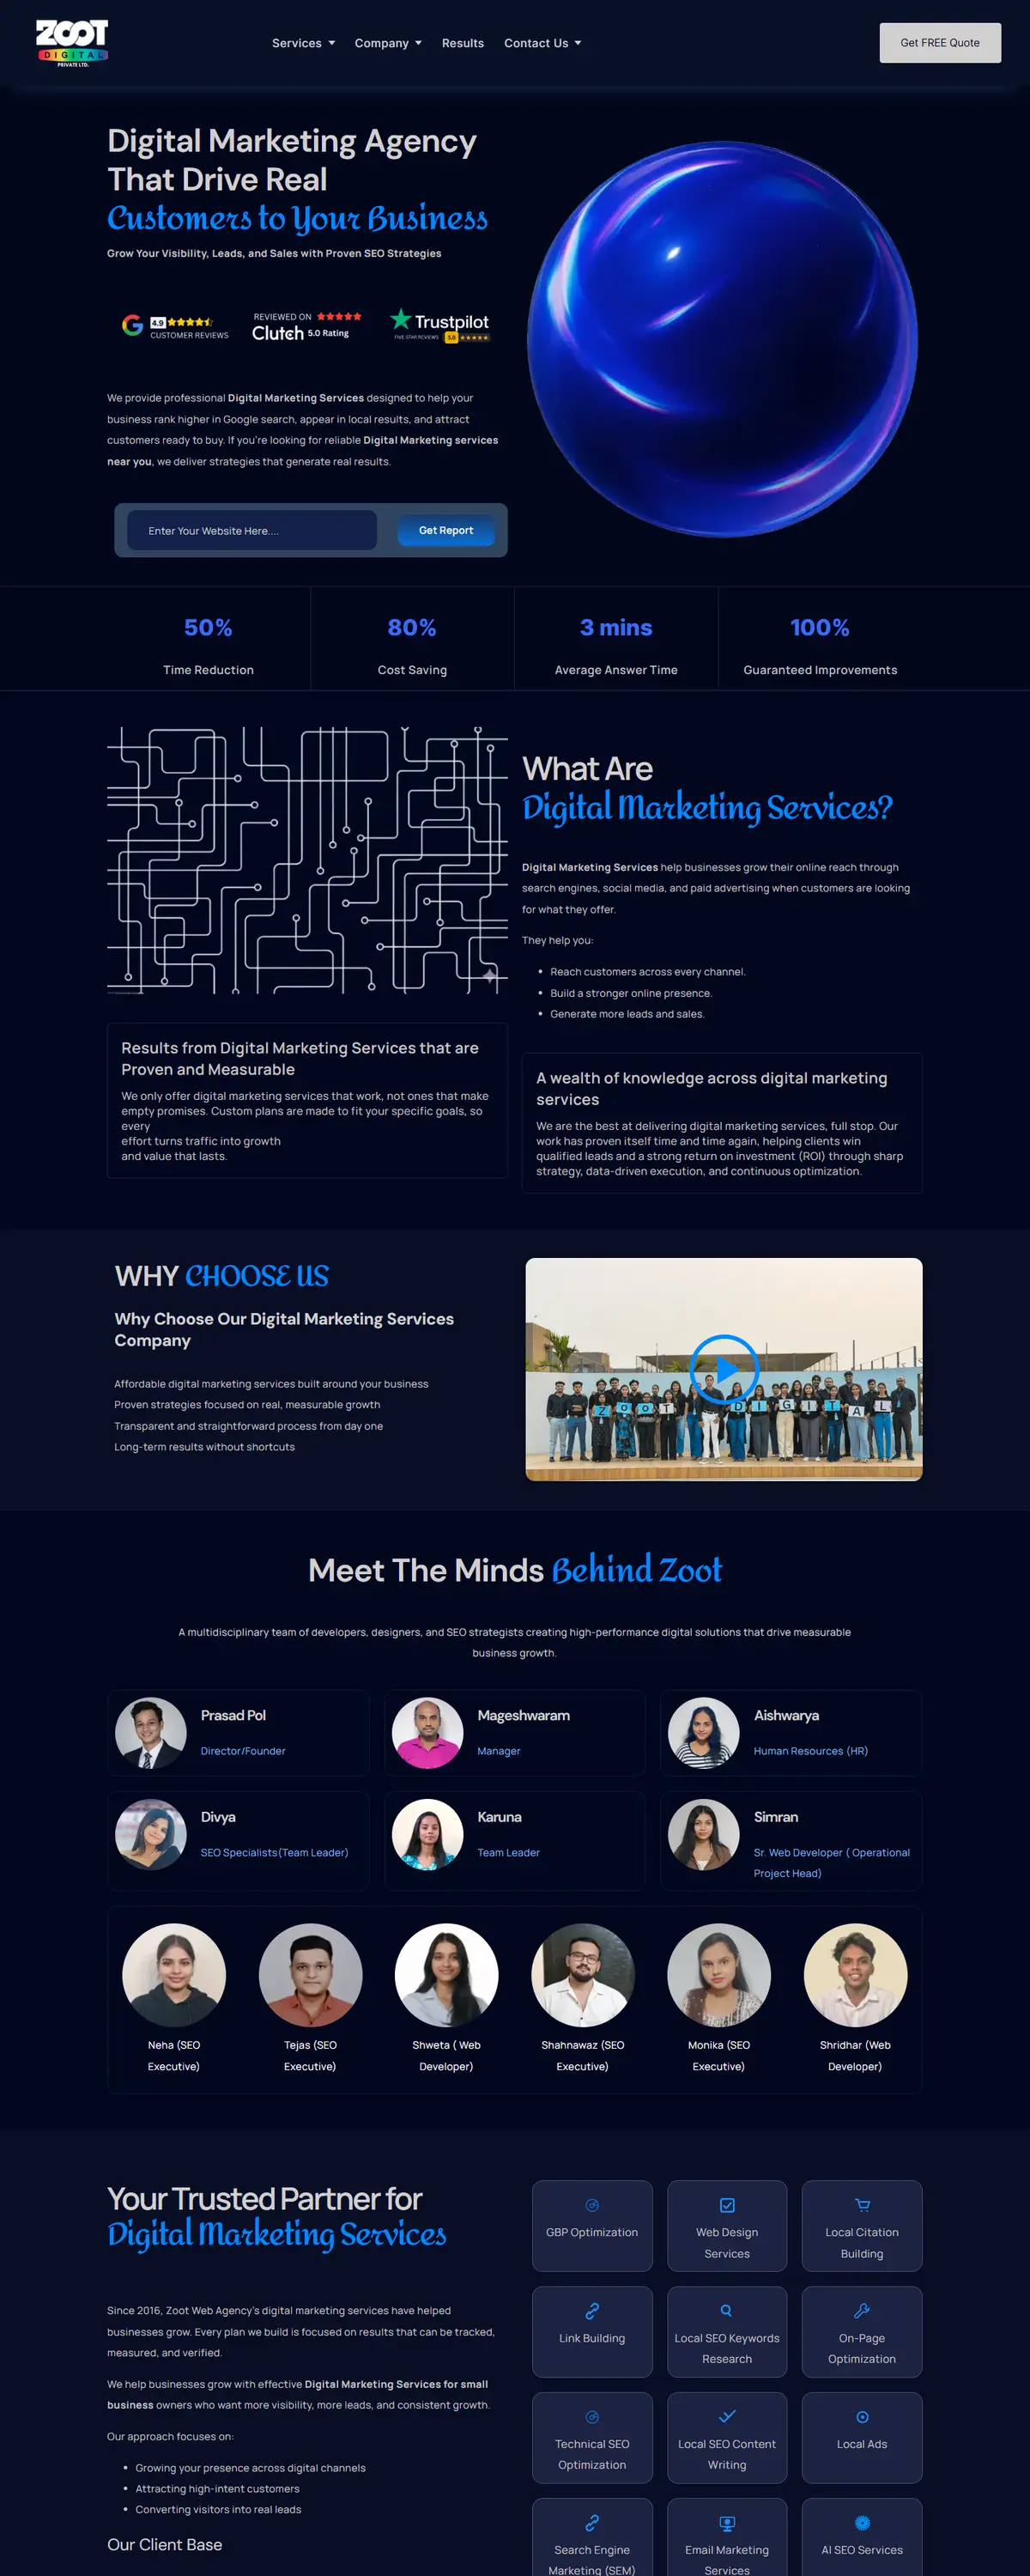 ZOOT
DIGITAL
PRIVATE LTD.
Services
Company
Results
Contact Us
Get FREE Quote
Digital Marketing Agency
That Drive Real
Customers to Your Business
Grow Your Visibility, Leads, and Sales with Proven SEO Strategies
4.9
CUSTOMER REVIEWS
REVIEWED ON
Clutch 5.0 Rating
Trustpilot
FIVE STAR REVIEWS 5.0
We provide professional Digital Marketing Services designed to help your
business rank higher in Google search, appear in local results, and attract
customers ready to buy. If you're looking for reliable Digital Marketing services
near you, we deliver strategies that generate real results.
Enter Your Website Here....
Get Report
50%
Time Reduction
80%
Cost Saving
3 mins
Average Answer Time
100%
Guaranteed Improvements
What Are
Digital Marketing Services?
Digital Marketing Services help businesses grow their online reach through
search engines, social media, and paid advertising when customers are looking
for what they offer.
They help you:
• Reach customers across every channel.
• Build a stronger online presence.
• Generate more leads and sales.
Results from Digital Marketing Services that are
Proven and Measurable
We only offer digital marketing services that work, not ones that make
empty promises. Custom plans are made to fit your specific goals, so
every
effort turns traffic into growth
and value that lasts.
A wealth of knowledge across digital marketing
services
We are the best at delivering digital marketing services, full stop. Our
work has proven itself time and time again, helping clients win
qualified leads and a strong return on investment (ROI) through sharp
strategy, data-driven execution, and continuous optimization.
WHY CHOOSE US
Why Choose Our Digital Marketing Services
Company
Affordable digital marketing services built around your business
Proven strategies focused on real, measurable growth
Transparent and straightforward process from day one
Long-term results without shortcuts
ZOOT DIGITAL
Meet The Minds Behind Zoot
A multidisciplinary team of developers, designers, and SEO strategists creating high-performance digital solutions that drive measurable
business growth.
Prasad Pol
Director/Founder
Mageshwaram
Manager
Aishwarya
Human Resources (HR)
Divya
SEO Specialists(Team Leader)
Karuna
Team Leader
Simran
Sr. Web Developer ( Operational
Project Head)
Neha (SEO
Executive)
Tejas (SEO
Executive)
Shweta ( Web
Developer)
Shahnawaz (SEO
Executive)
Monika (SEO
Executive)
Shridhar (Web
Developer)
Your Trusted Partner for
Digital Marketing Services
Since 2016, Zoot Web Agency's digital marketing services have helped
businesses grow. Every plan we build is focused on results that can be tracked,
measured, and verified.
We help businesses grow with effective Digital Marketing Services for small
business owners who want more visibility, more leads, and consistent growth.
Our approach focuses on:
• Growing your presence across digital channels
• Attracting high-intent customers
• Converting visitors into real leads
Our Client Base
GBP Optimization
Web Design
Services
Local Citation
Building
Link Building
Local SEO Keywords
Research
On-Page
Optimization
Technical SEO
Optimization
Local SEO Content
Writing
Local Ads
Search Engine
Marketing (SEM)
Email Marketing
Services
AI SEO Services